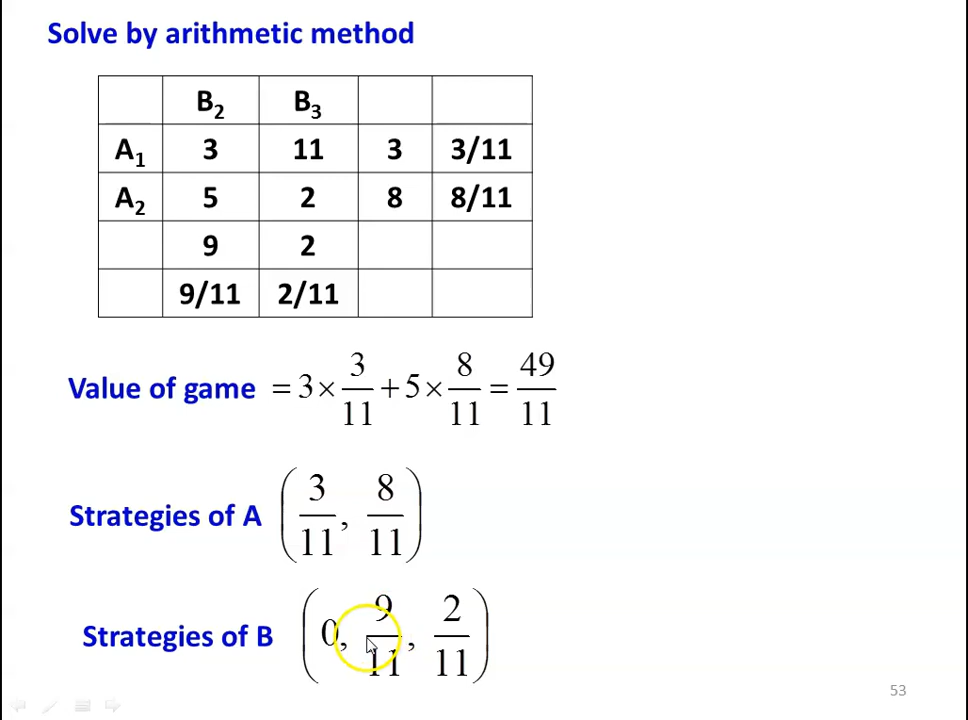 Solve by arithmetic method
B₂ B₃
A₁ 3 11 3 3/11
A₂ 5 2 8 8/11
9 2
9/11 2/11
Value of game = 3 × 3/11 + 5 × 8/11 = 49/11
Strategies of A (3/11, 8/11)
Strategies of B (0, 9/11, 2/11)
53